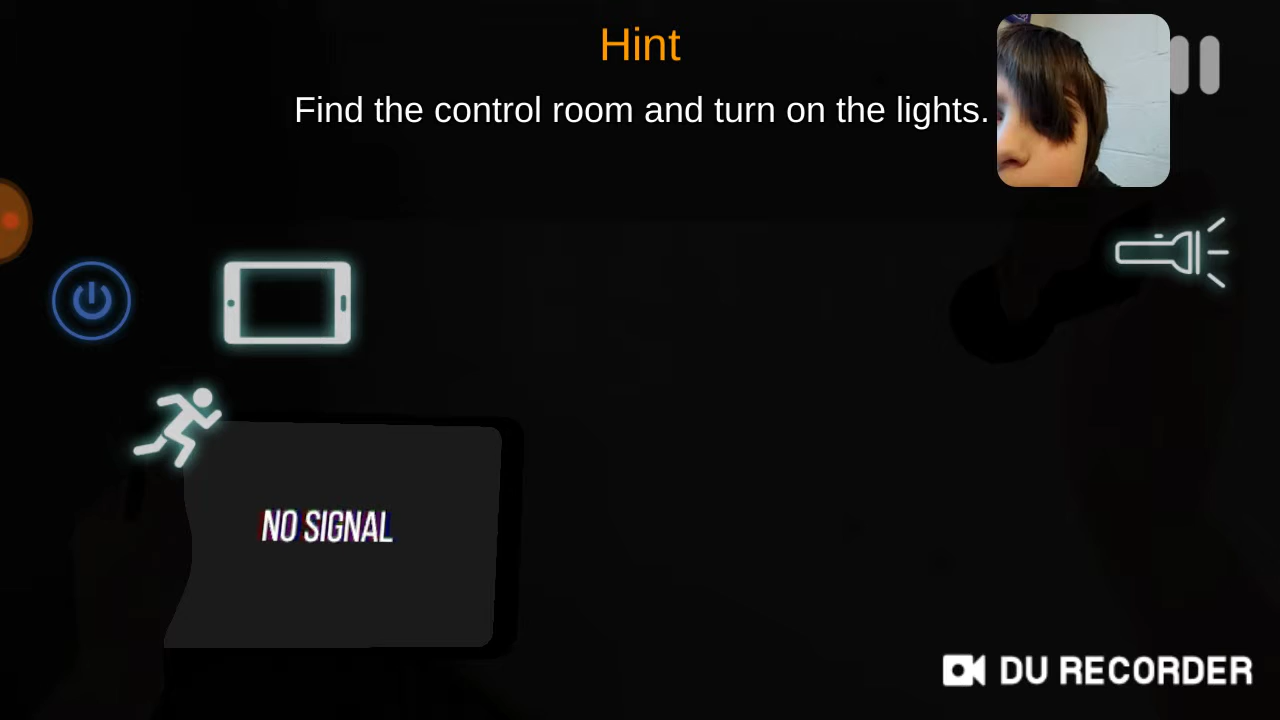 Hint
Find the control room and turn on the lights.
NO SIGNAL
DU RECORDER